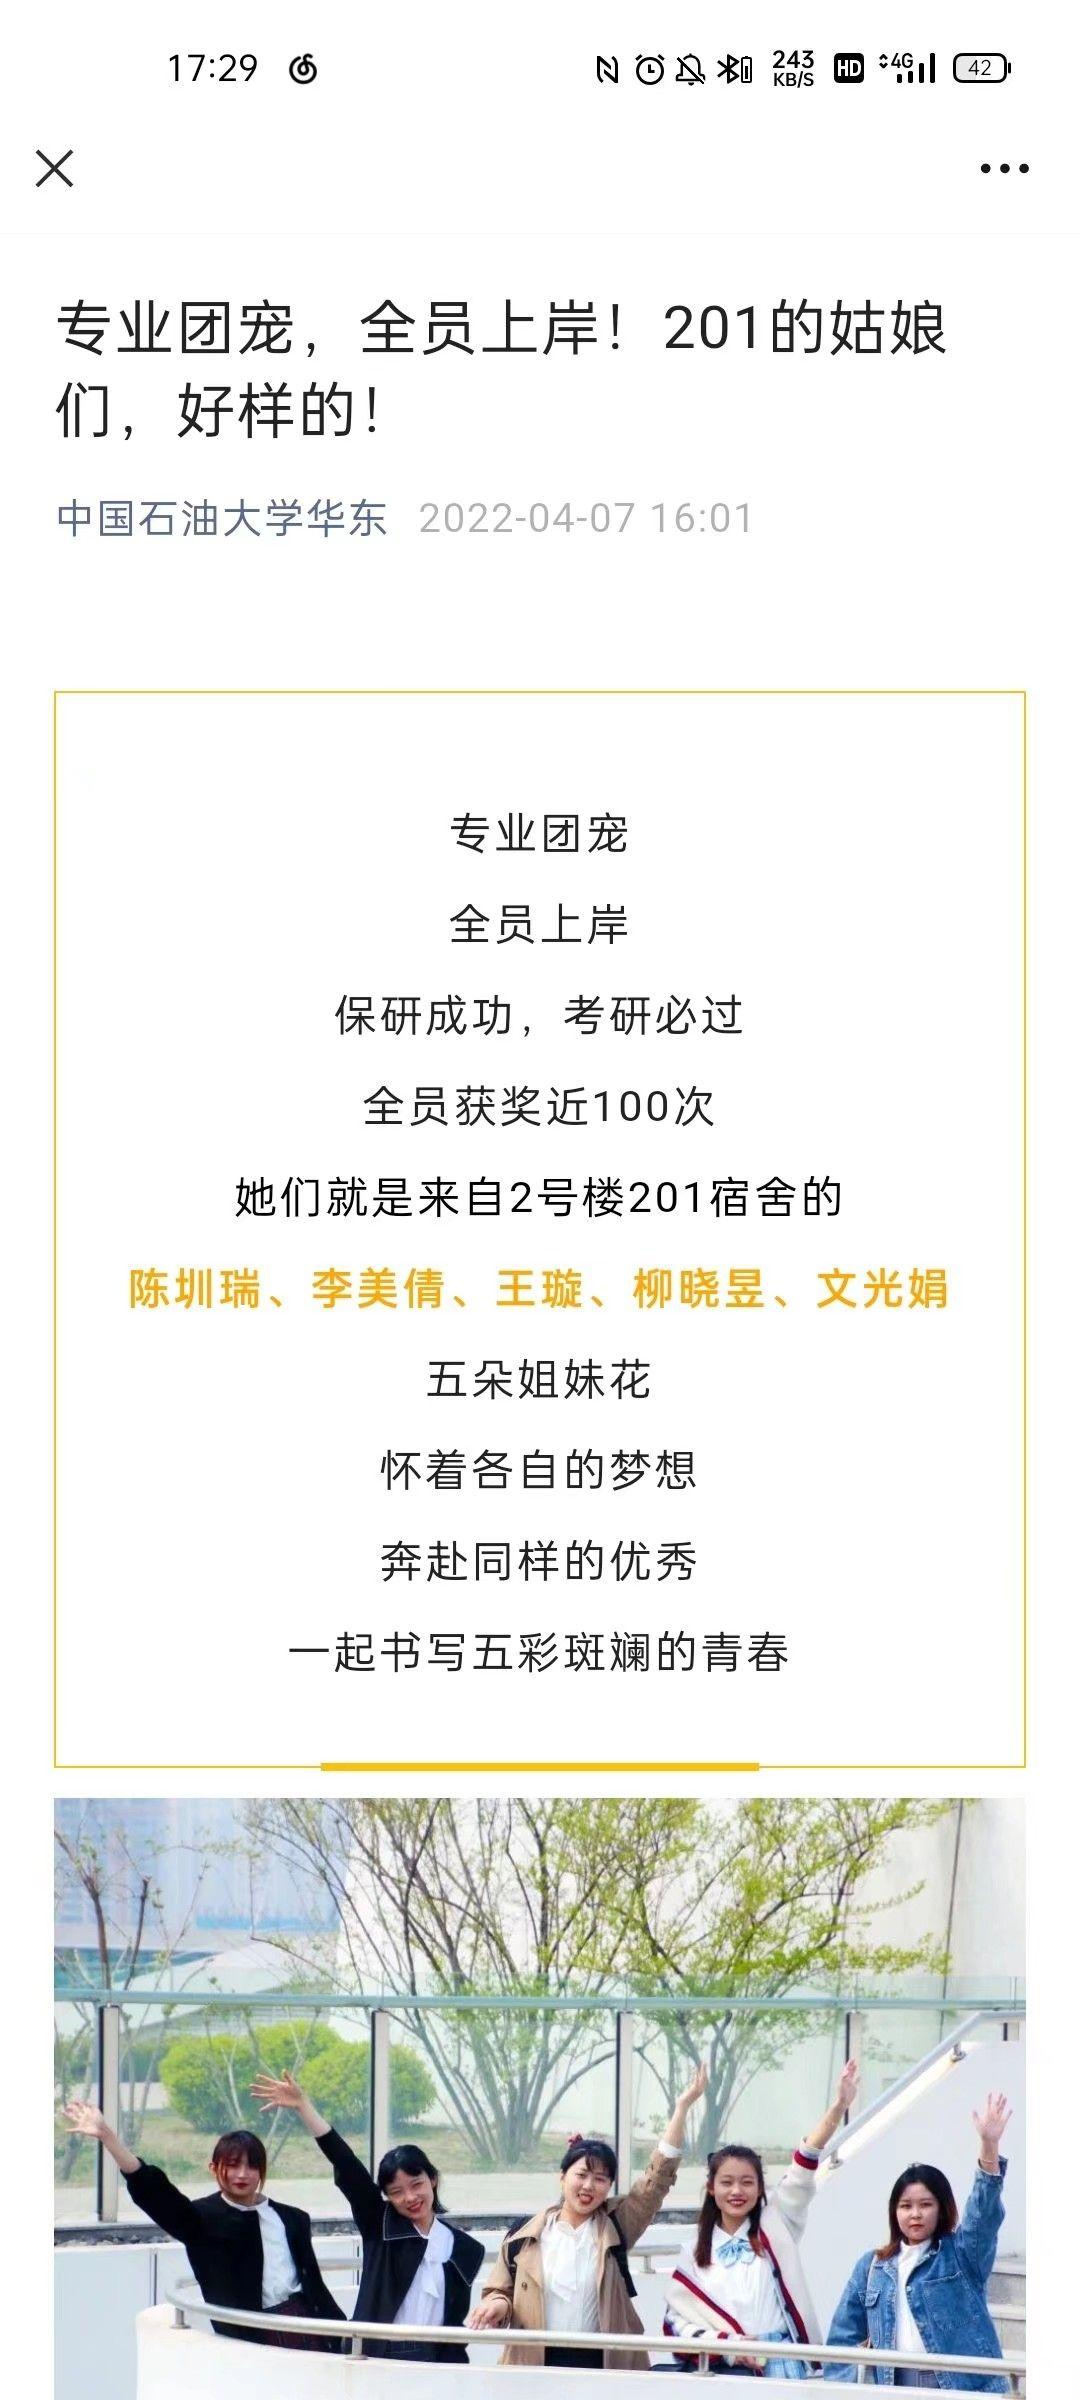 17:29
243
KB/S
HD
4G
42
专业团宠，全员上岸！201的姑娘
们，好样的！
中国石油大学华东 2022-04-07 16:01
专业团宠
全员上岸
保研成功，考研必过
全员获奖近100次
她们就是来自2号楼201宿舍的
陈圳瑞、李美倩、王璇、柳晓昱、文光娟
五朵姐妹花
怀着各自的梦想
奔赴同样的优秀
一起书写五彩斑斓的青春